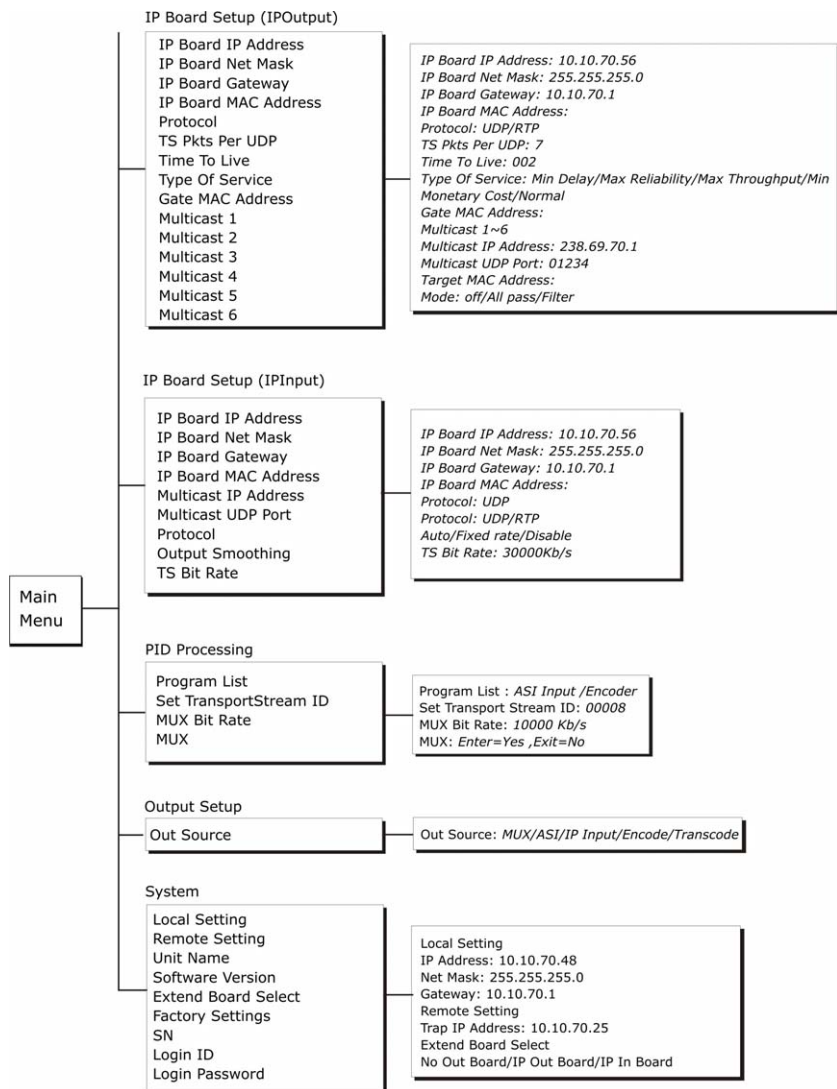 IP Board Setup (IPOutput)
IP Board IP Address
IP Board Net Mask
IP Board Gateway
IP Board MAC Address
Protocol
TS Pkts Per UDP
Time To Live
Type Of Service
Gate MAC Address
Multicast 1
Multicast 2
Multicast 3
Multicast 4
Multicast 5
Multicast 6
IP Board IP Address: 10.10.70.56
IP Board Net Mask: 255.255.255.0
IP Board Gateway: 10.10.70.1
IP Board MAC Address:
Protocol: UDP/RTP
TS Pkts Per UDP: 7
Time To Live: 002
Type Of Service: Min Delay/Max Reliability/Max Throughput/Min
Monetary Cost/Normal
Gate MAC Address:
Multicast 1~6
Multicast IP Address: 238.69.70.1
Multicast UDP Port: 01234
Target MAC Address:
Mode: off/All pass/Filter
IP Board Setup (IPInput)
IP Board IP Address
IP Board Net Mask
IP Board Gateway
IP Board MAC Address
Multicast IP Address
Multicast UDP Port
Protocol
Output Smoothing
TS Bit Rate
IP Board IP Address: 10.10.70.56
IP Board Net Mask: 255.255.255.0
IP Board Gateway: 10.10.70.1
IP Board MAC Address:
Protocol: UDP
Protocol: UDP/RTP
Auto/Fixed rate/Disable
TS Bit Rate: 30000Kb/s
Main
Menu
PID Processing
Program List
Set TransportStream ID
MUX Bit Rate
MUX
Program List : ASI Input /Encoder
Set Transport Stream ID: 00008
MUX Bit Rate: 10000 Kb/s
MUX: Enter=Yes ,Exit=No
Output Setup
Out Source
Out Source: MUX/ASI/IP Input/Encode/Transcode
System
Local Setting
Remote Setting
Unit Name
Software Version
Extend Board Select
Factory Settings
SN
Login ID
Login Password
Local Setting
IP Address: 10.10.70.48
Net Mask: 255.255.255.0
Gateway: 10.10.70.1
Remote Setting
Trap IP Address: 10.10.70.25
Extend Board Select
No Out Board/IP Out Board/IP In Board